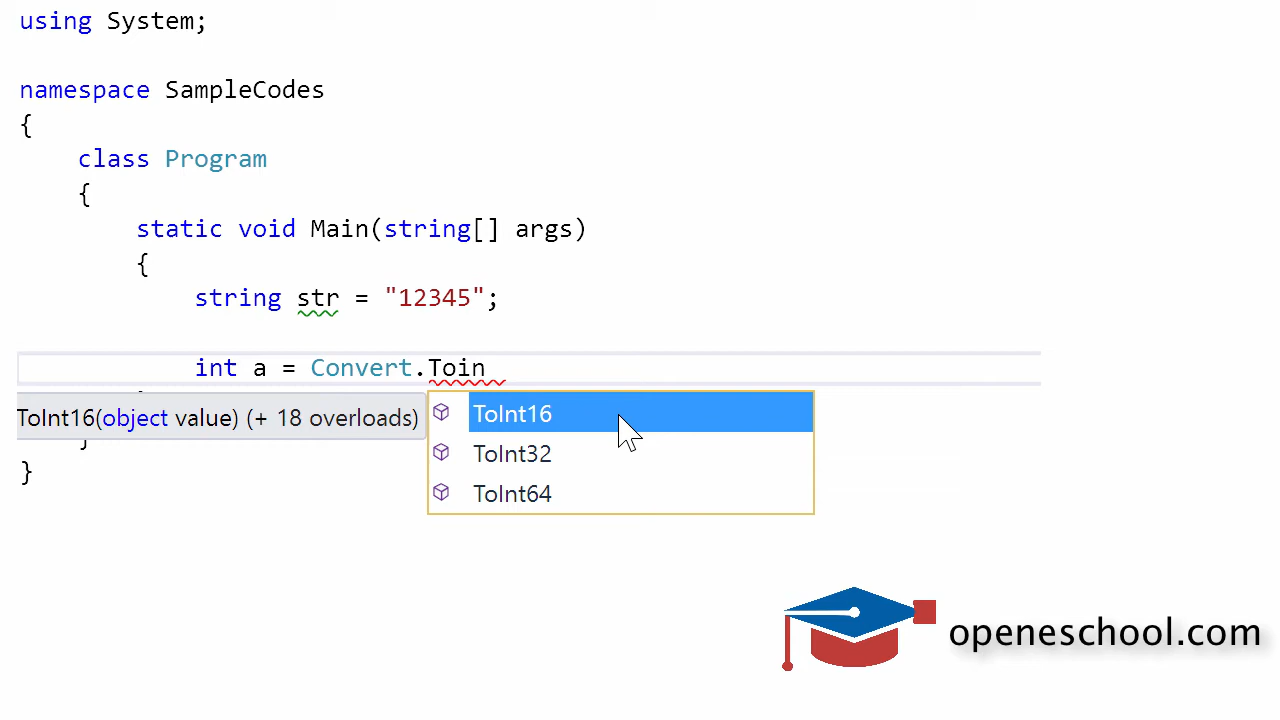 using System;
namespace SampleCodes
{
class Program
{
static void Main(string[] args)
{
string str = "12345";
int a = Convert.Toin
ToInt16(object value) (+ 18 overloads)
ToInt16
ToInt32
ToInt64
}
openeschool.com